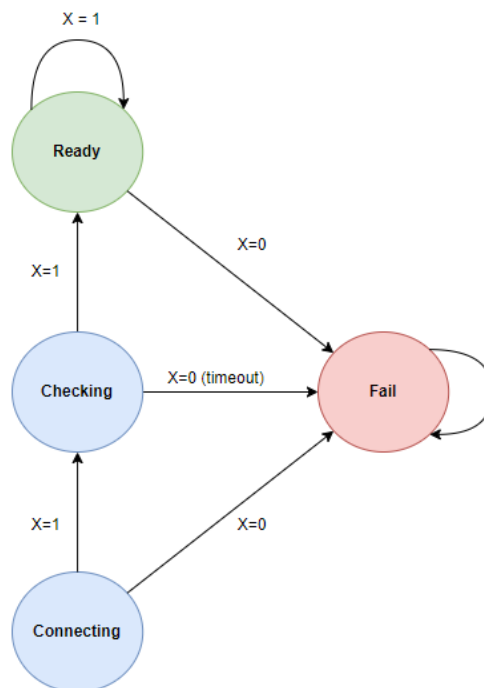 X = 1
Ready
X=0
X=1
Checking
X=0 (timeout)
Fail
X=1
X=0
Connecting